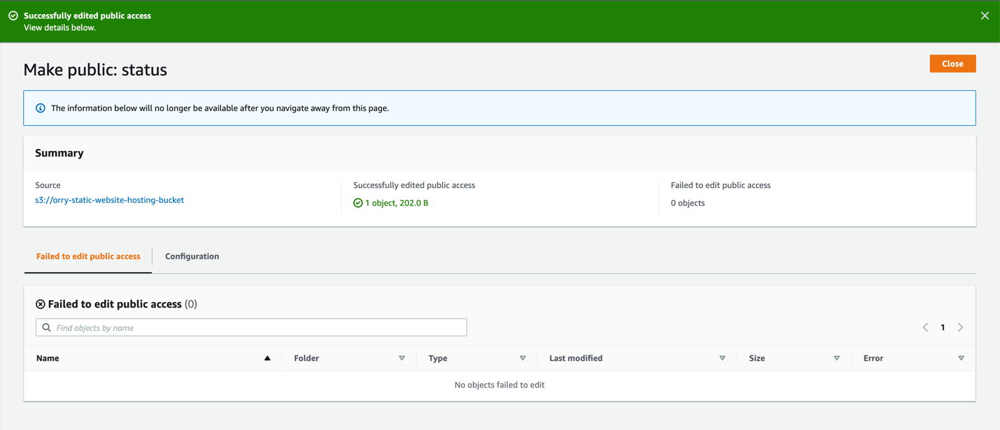 Successfully edited public access
View details below.
Make public: status
Close
The information below will no longer be available after you navigate away from this page.
Summary
Source
s3://orry-static-website-hosting-bucket
Successfully edited public access
1 object, 202.0 B
Failed to edit public access
0 objects
Failed to edit public access
Configuration
Failed to edit public access (0)
Find objects by name
1
Name Folder Type Last modified Size Error
No objects failed to edit